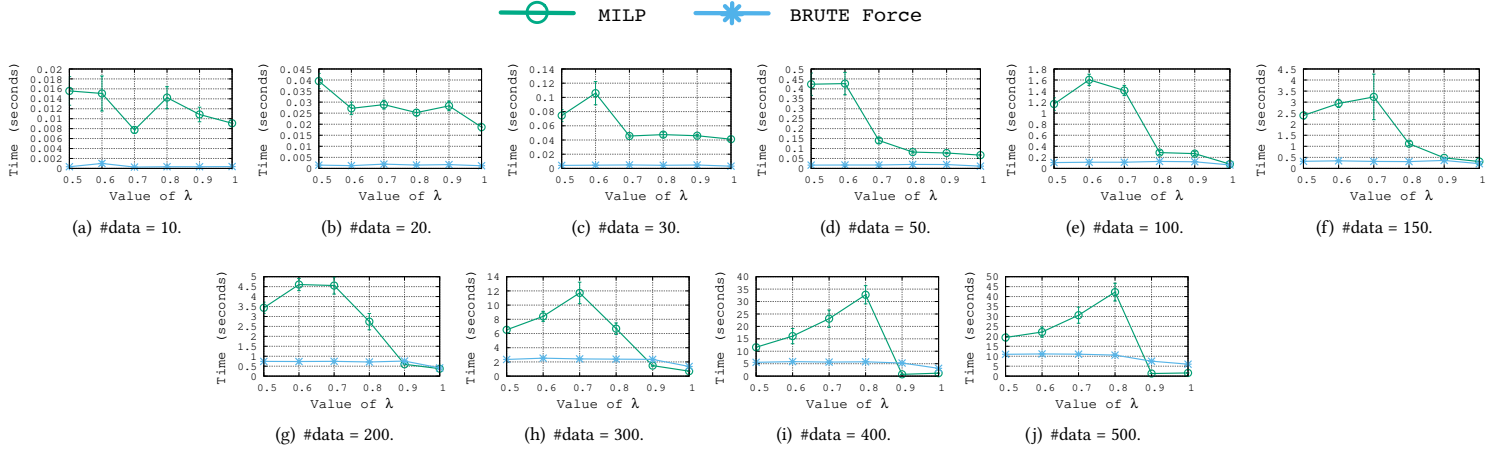 MILP BRUTE Force
Time (seconds)
0.02
0.018
0.016
0.014
0.012
0.01
0.008
0.006
0.004
0.002
0
0.5 0.6 0.7 0.8 0.9 1
Value of λ
(a) #data = 10.
Time (seconds)
0.045
0.04
0.035
0.03
0.025
0.02
0.015
0.01
0.005
0
0.5 0.6 0.7 0.8 0.9 1
Value of λ
(b) #data = 20.
Time (seconds)
0.14
0.12
0.1
0.08
0.06
0.04
0.02
0
0.5 0.6 0.7 0.8 0.9 1
Value of λ
(c) #data = 30.
Time (seconds)
0.5
0.45
0.4
0.35
0.3
0.25
0.2
0.15
0.1
0.05
0
0.5 0.6 0.7 0.8 0.9 1
Value of λ
(d) #data = 50.
Time (seconds)
1.8
1.6
1.4
1.2
1
0.8
0.6
0.4
0.2
0
0.5 0.6 0.7 0.8 0.9 1
Value of λ
(e) #data = 100.
Time (seconds)
4.5
4
3.5
3
2.5
2
1.5
1
0.5
0
0.5 0.6 0.7 0.8 0.9 1
Value of λ
(f) #data = 150.
Time (seconds)
5
4.5
4
3.5
3
2.5
2
1.5
1
0.5
0
0.5 0.6 0.7 0.8 0.9 1
Value of λ
(g) #data = 200.
Time (seconds)
14
12
10
8
6
4
2
0
0.5 0.6 0.7 0.8 0.9 1
Value of λ
(h) #data = 300.
Time (seconds)
40
35
30
25
20
15
10
5
0
0.5 0.6 0.7 0.8 0.9 1
Value of λ
(i) #data = 400.
Time (seconds)
50
45
40
35
30
25
20
15
10
5
0
0.5 0.6 0.7 0.8 0.9 1
Value of λ
(j) #data = 500.